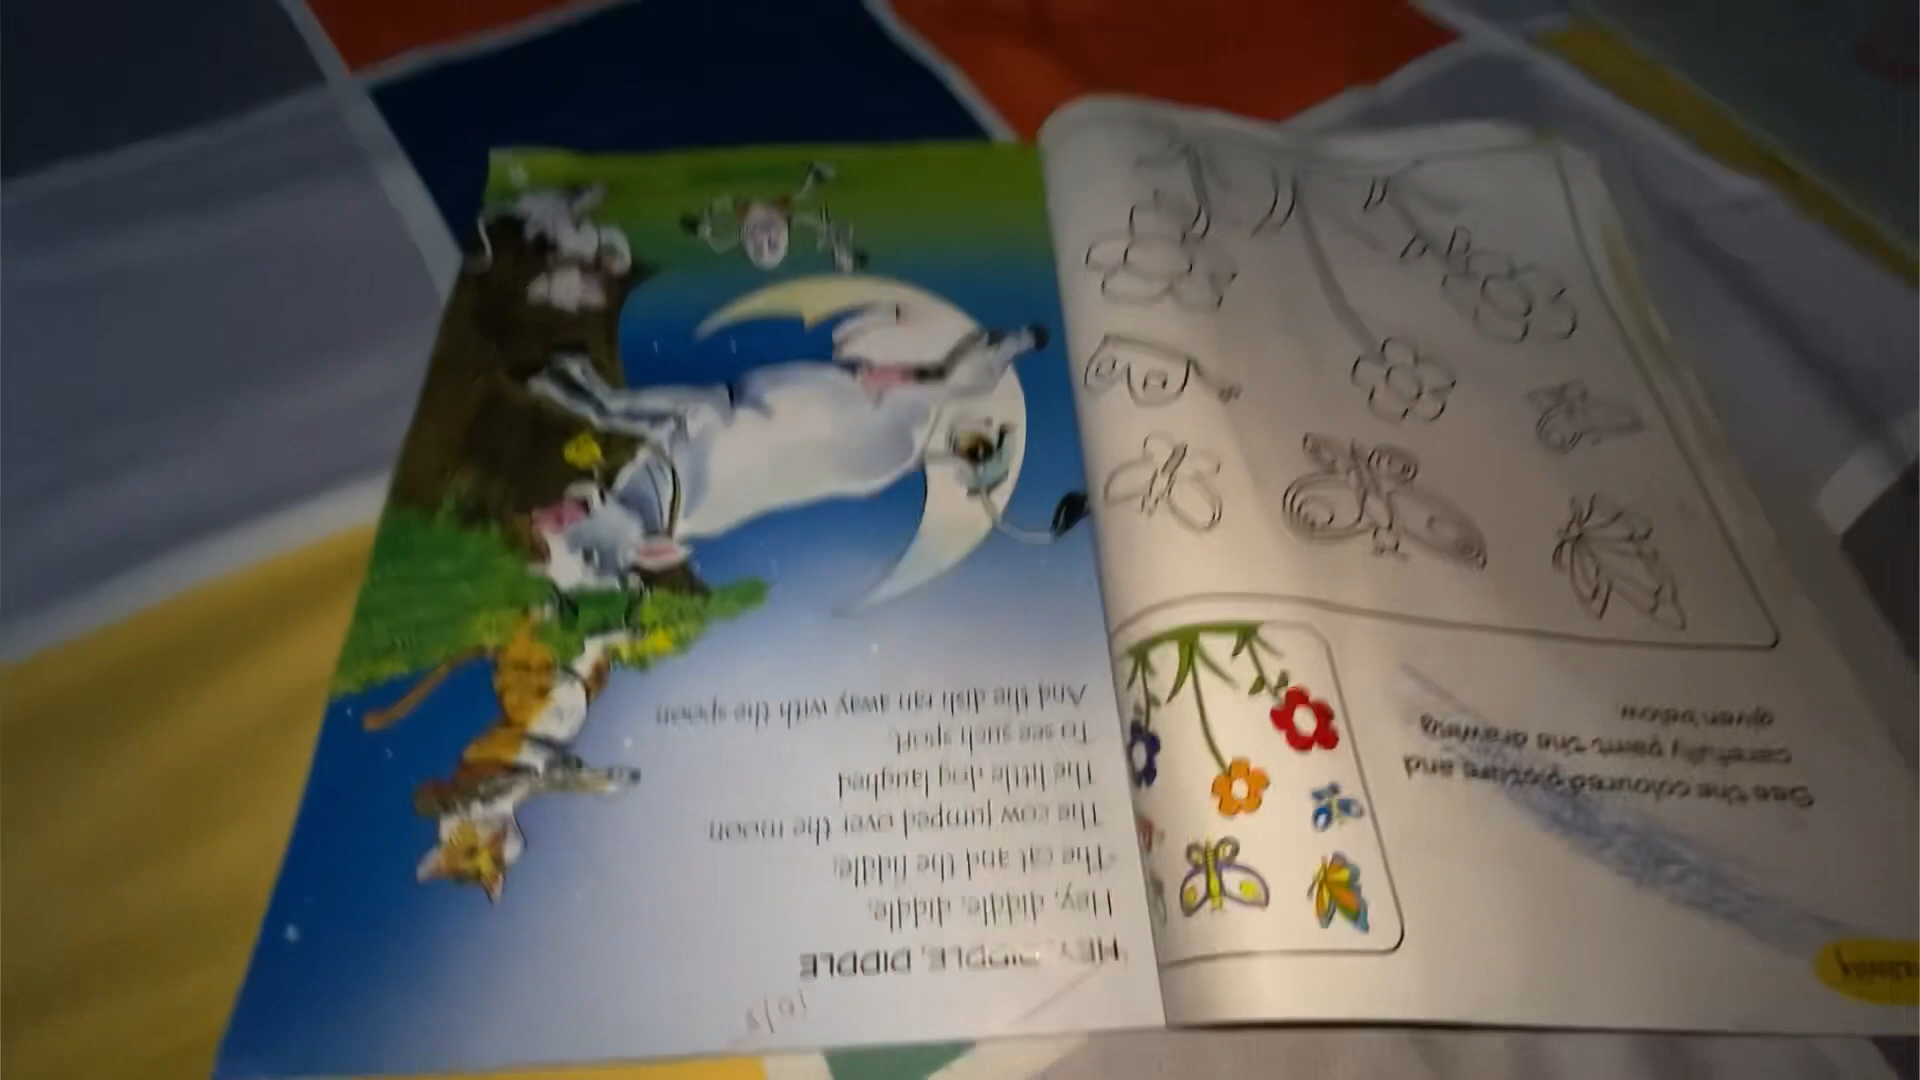 HEY, DIDDLE, DIDDLE
Hey, diddle, diddle,
The cat and the fiddle;
The cow jumped over the moon.
The little dog laughed
To see such sport,
And the dish ran away with the spoon
See the coloured picture and
carefully paint the drawing
given below.